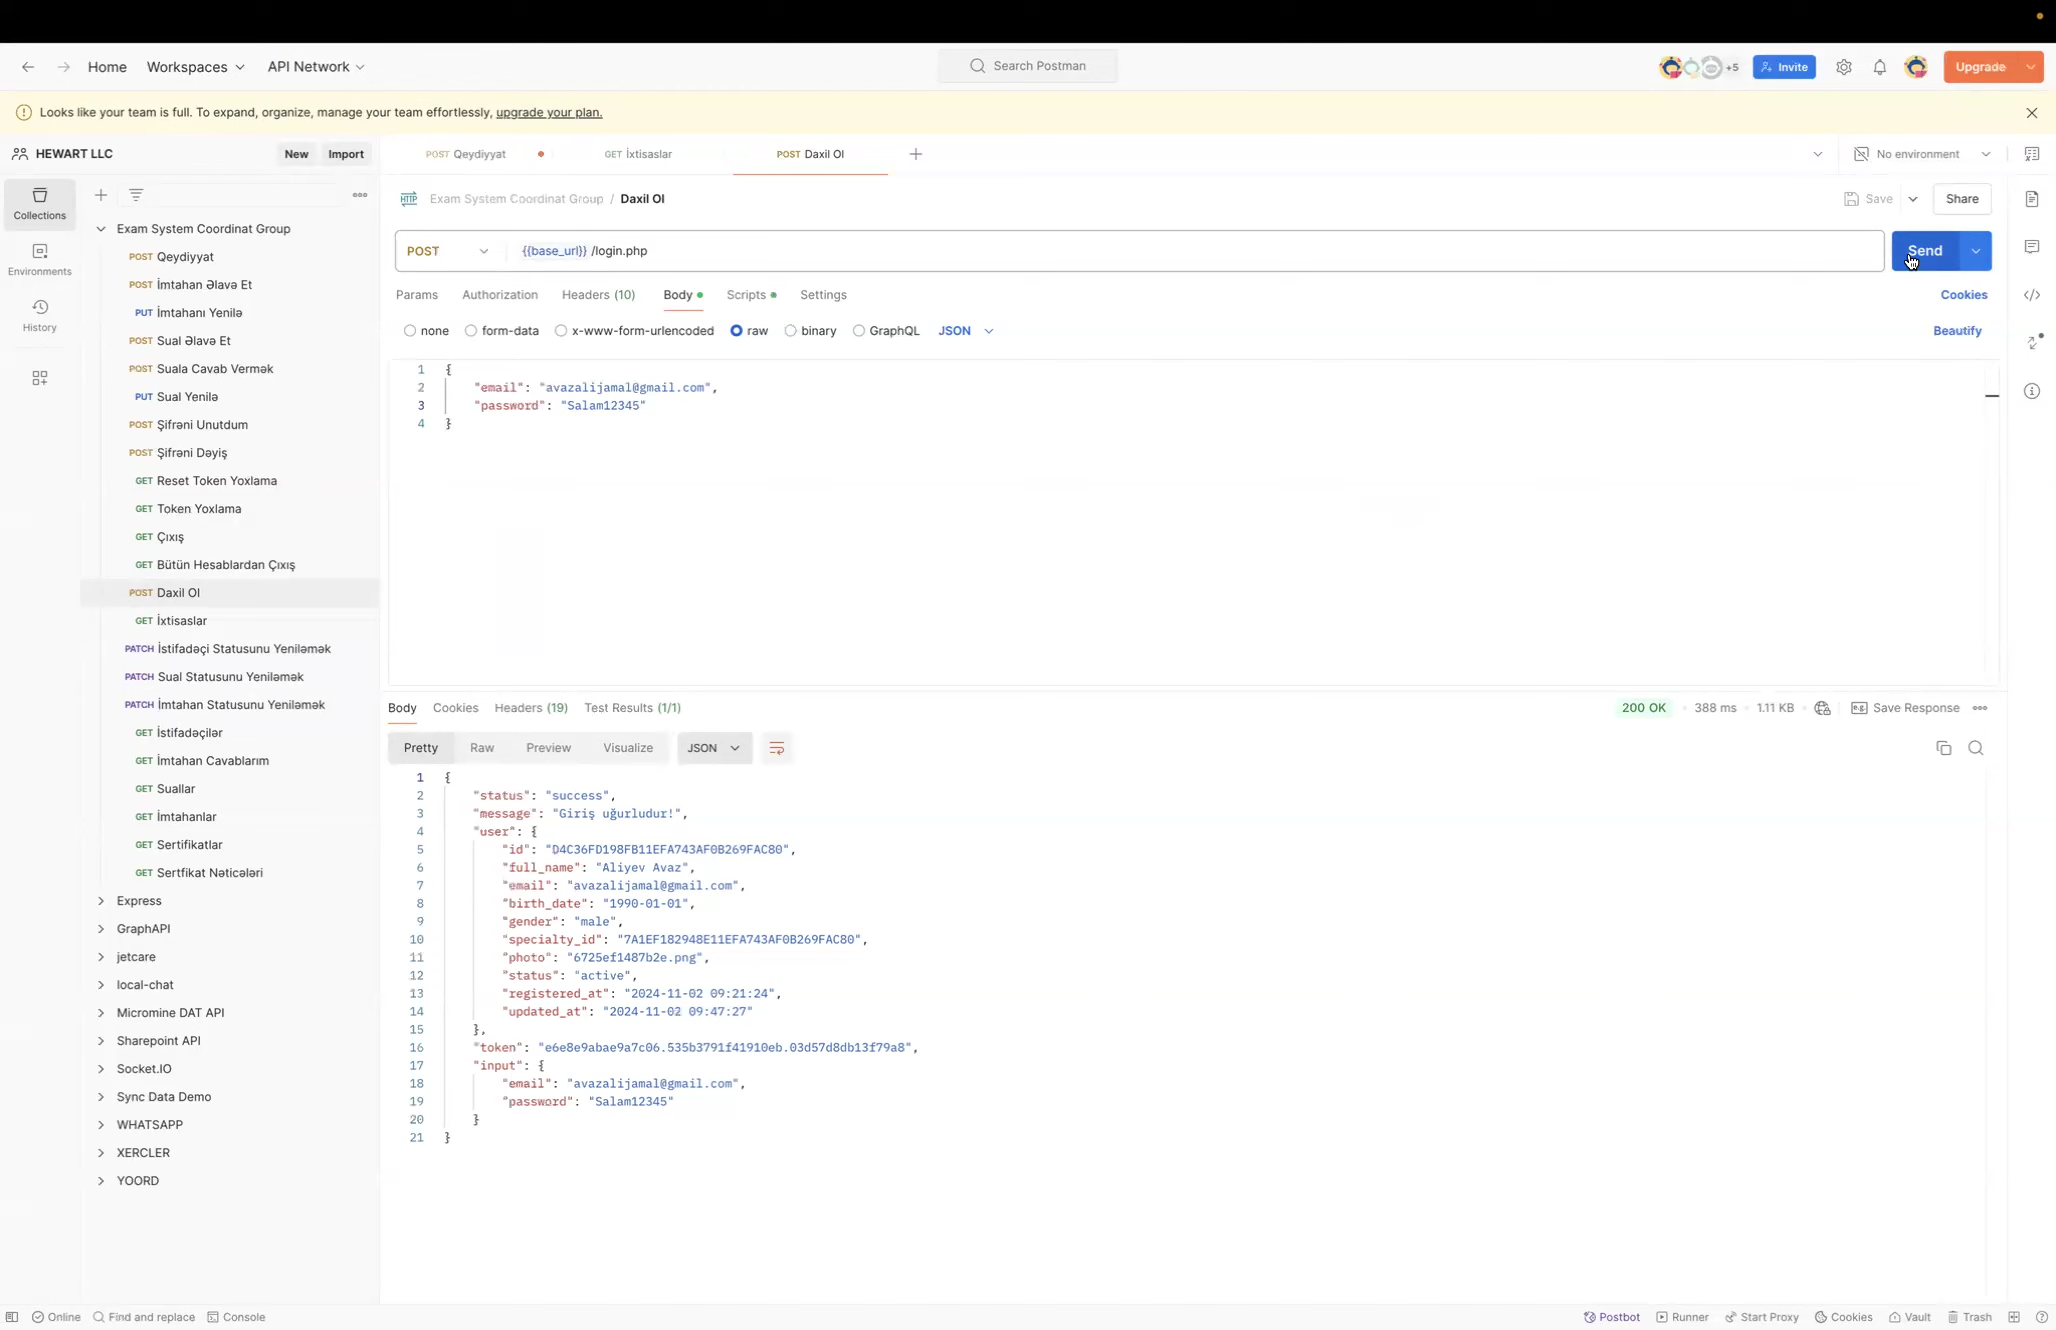 Home Workspaces API Network Search Postman +5 Invite Upgrade
Looks like your team is full. To expand, organize, manage your team effortlessly, upgrade your plan.
HEWART LLC New Import POST Qeydiyyat GET İxtisaslar POST Daxil Ol No environment
Collections
Environments
History
Exam System Coordinat Group
POST Qeydiyyat
POST İmtahan Əlavə Et
PUT İmtahanı Yenilə
POST Sual Əlavə Et
POST Suala Cavab Vermək
PUT Sual Yenilə
POST Şifrəni Unutdum
POST Şifrəni Dəyiş
GET Reset Token Yoxlama
GET Token Yoxlama
GET Çıxış
GET Bütün Hesablardan Çıxış
POST Daxil Ol
GET İxtisaslar
PATCH İstifadəçi Statusunu Yeniləmək
PATCH Sual Statusunu Yeniləmək
PATCH İmtahan Statusunu Yeniləmək
GET İstifadəçilər
GET İmtahan Cavablarım
GET Suallar
GET İmtahanlar
GET Sertifikatlar
GET Sertfikat Nəticələri
Express
GraphAPI
jetcare
local-chat
Micromine DAT API
Sharepoint API
Socket.IO
Sync Data Demo
WHATSAPP
XERCLER
YOORD
HTTP Exam System Coordinat Group / Daxil Ol Save Share
POST {{base_url}} /login.php Send
Params Authorization Headers (10) Body Scripts Settings Cookies
none form-data x-www-form-urlencoded raw binary GraphQL JSON Beautify
1 {
2 "email": "avazalijamal@gmail.com",
3 "password": "Salam12345"
4 }
Body Cookies Headers (19) Test Results (1/1) 200 OK 388 ms 1.11 KB e.g. Save Response
Pretty Raw Preview Visualize JSON
1 {
2 "status": "success",
3 "message": "Giriş uğurludur!",
4 "user": {
5 "id": "D4C36FD198FB11EFA743AF0B269FAC80",
6 "full_name": "Aliyev Avaz",
7 "email": "avazalijamal@gmail.com",
8 "birth_date": "1990-01-01",
9 "gender": "male",
10 "specialty_id": "7A1EF182948E11EFA743AF0B269FAC80",
11 "photo": "6725ef1487b2e.png",
12 "status": "active",
13 "registered_at": "2024-11-02 09:21:24",
14 "updated_at": "2024-11-02 09:47:27"
15 },
16 "token": "e6e8e9abae9a7c06.535b3791f41910eb.03d57d8db13f79a8",
17 "input": {
18 "email": "avazalijamal@gmail.com",
19 "password": "Salam12345"
20 }
21 }
Online Find and replace Console Postbot Runner Start Proxy Cookies Vault Trash